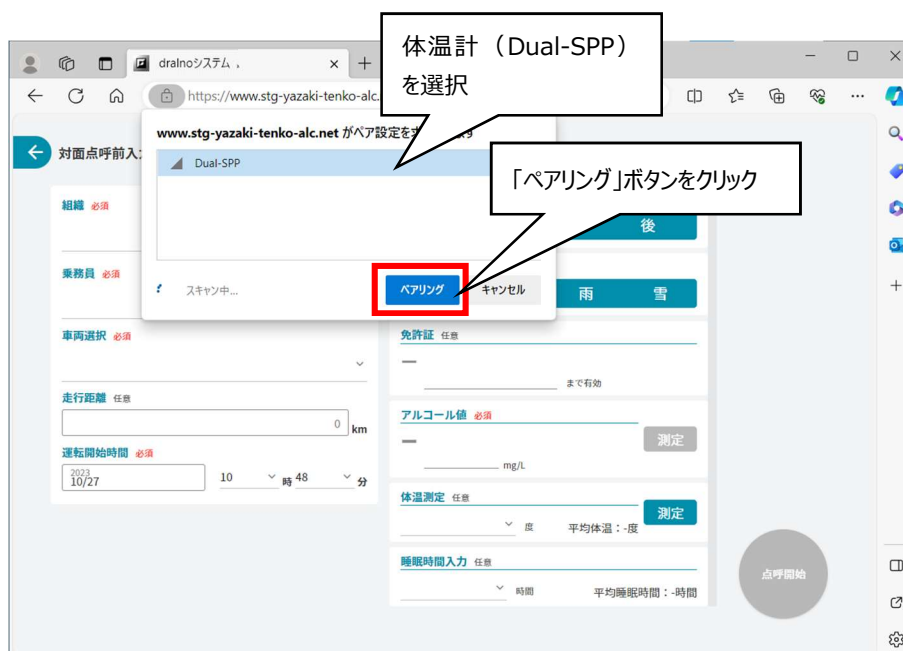 体温計（Dual-SPP）
を選択
dralnoシステム
https://www.stg-yazaki-tenko-alc.
www.stg-yazaki-tenko-alc.net がペア設定を
Dual-SPP
スキャン中...
ペアリング
キャンセル
「ペアリング」ボタンをクリック
対面点呼前入
組織 必須
後
乗務員 必須
雨
雪
車両選択 必須
免許証 任意
まで有効
走行距離 任意
0 km
アルコール値 必須
測定
mg/L
運転開始時間 必須
2023
10/27
10 時 48 分
体温測定 任意
測定
度 平均体温：-度
睡眠時間入力 任意
時間 平均睡眠時間：-時間
点呼開始